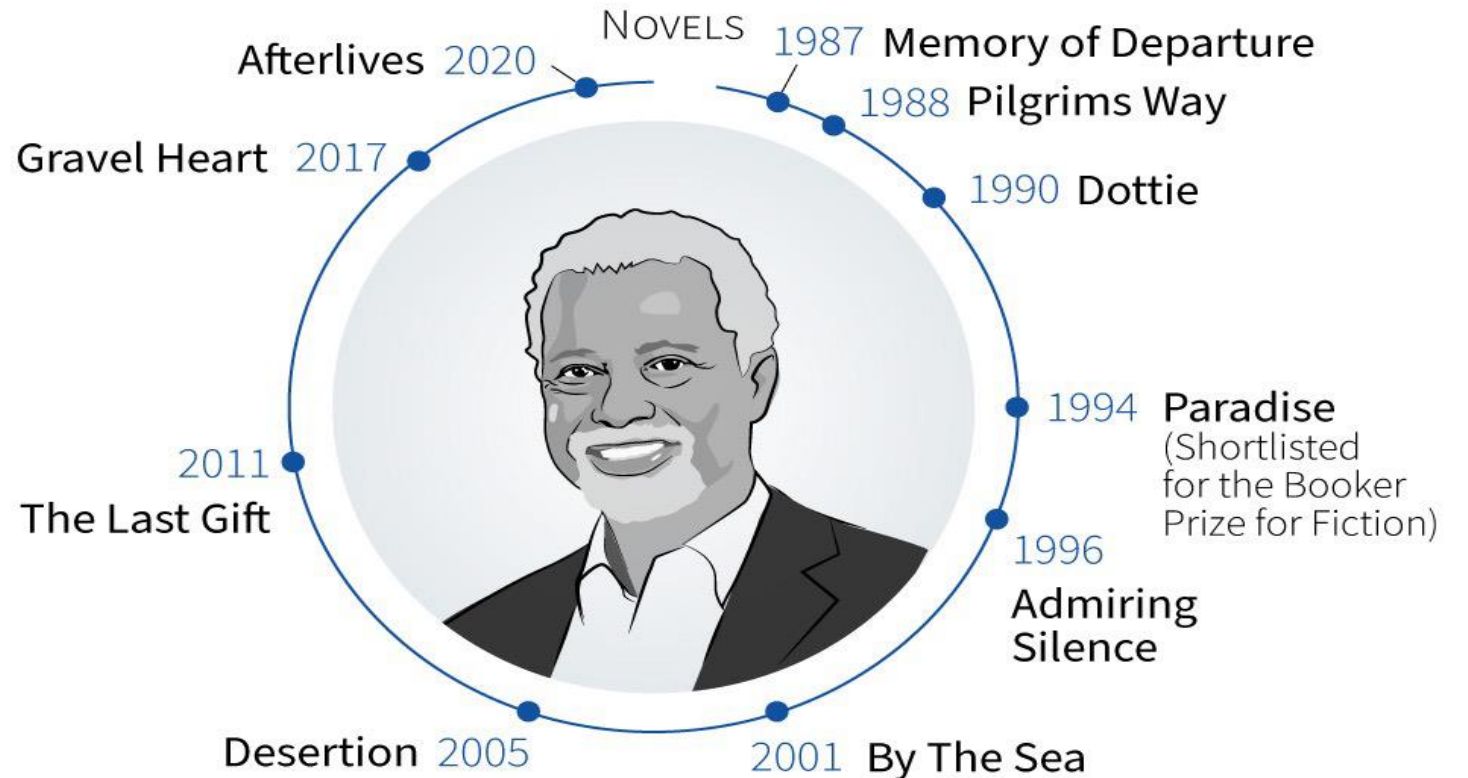 NOVELS
1987 Memory of Departure
1988 Pilgrims Way
1990 Dottie
1994 Paradise
(Shortlisted
for the Booker
Prize for Fiction)
1996
Admiring
Silence
2001 By The Sea
Desertion 2005
2011
The Last Gift
Gravel Heart 2017
Afterlives 2020